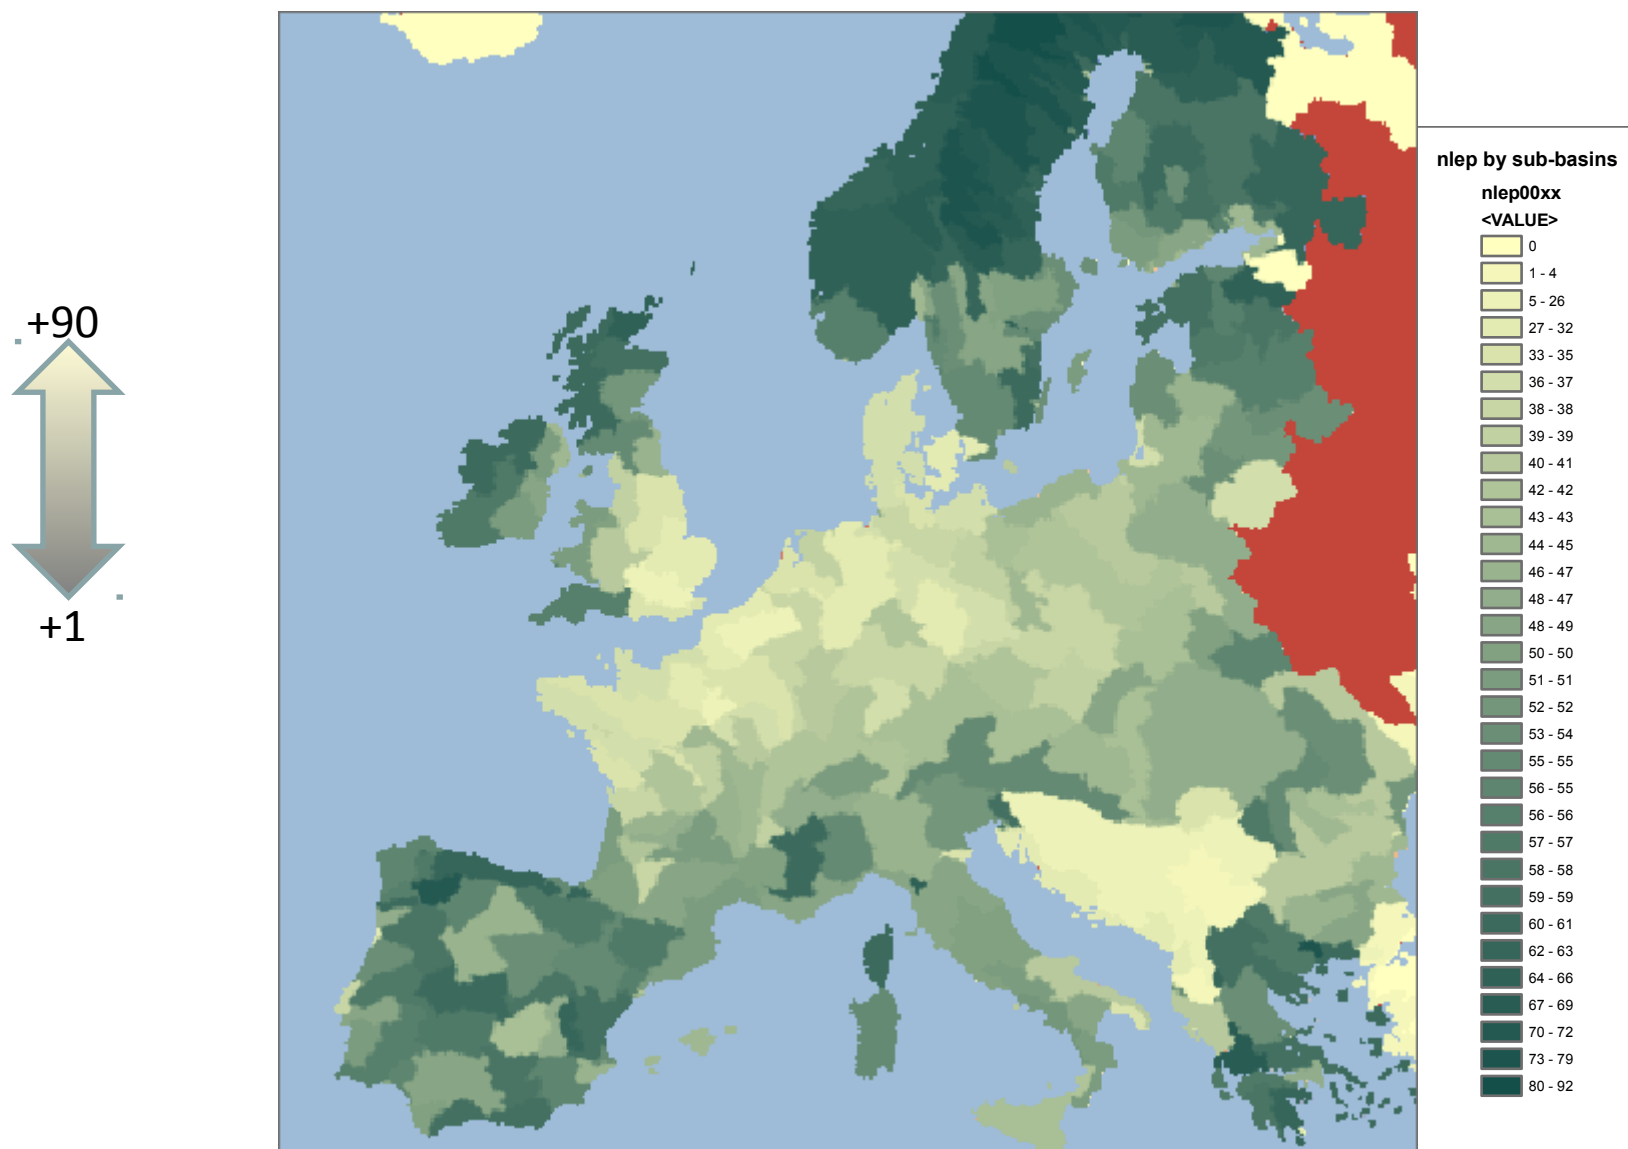 +90
+1
nlep by sub-basins
nlep00xx
<VALUE>
0
1 - 4
5 - 26
27 - 32
33 - 35
36 - 37
38 - 38
39 - 39
40 - 41
42 - 42
43 - 43
44 - 45
46 - 47
48 - 47
48 - 49
50 - 50
51 - 51
52 - 52
53 - 54
55 - 55
56 - 55
56 - 56
57 - 57
58 - 58
59 - 59
60 - 61
62 - 63
64 - 66
67 - 69
70 - 72
73 - 79
80 - 92